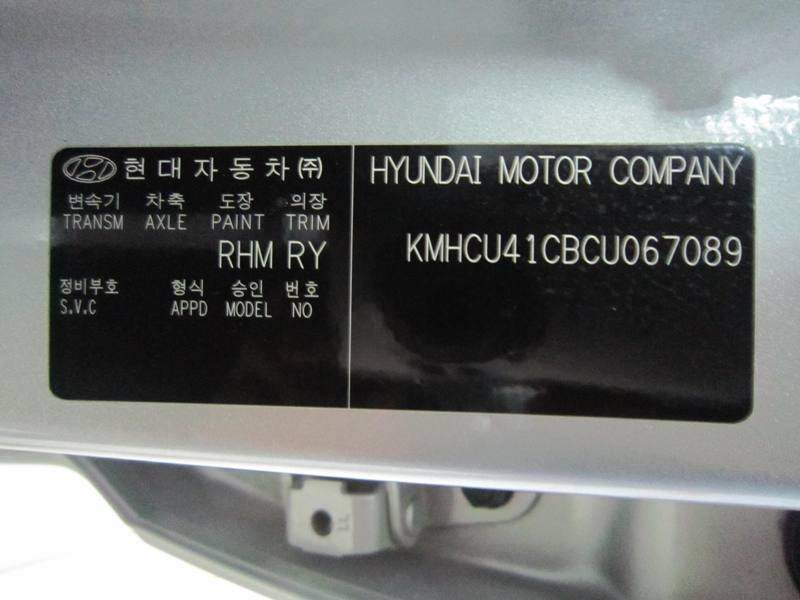 현대자동차㈜
변속기 차축 도장 의장
TRANSM AXLE PAINT TRIM
RHM RY
정비부호 형식 승인 번호
S.V.C APPD MODEL NO
HYUNDAI MOTOR COMPANY
KMHCU41CBCU067089
LL